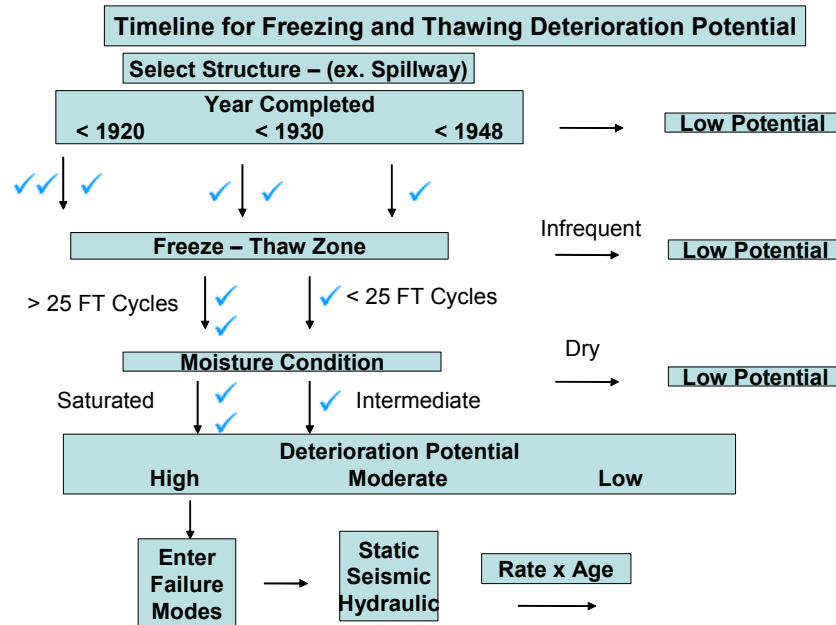 Timeline for Freezing and Thawing Deterioration Potential
Select Structure – (ex. Spillway)
Year Completed
< 1920 < 1930 < 1948
Low Potential
Freeze – Thaw Zone
Infrequent
Low Potential
> 25 FT Cycles
< 25 FT Cycles
Moisture Condition
Dry
Low Potential
Saturated
Intermediate
Deterioration Potential
High Moderate Low
Enter
Failure
Modes
Static
Seismic
Hydraulic
Rate x Age